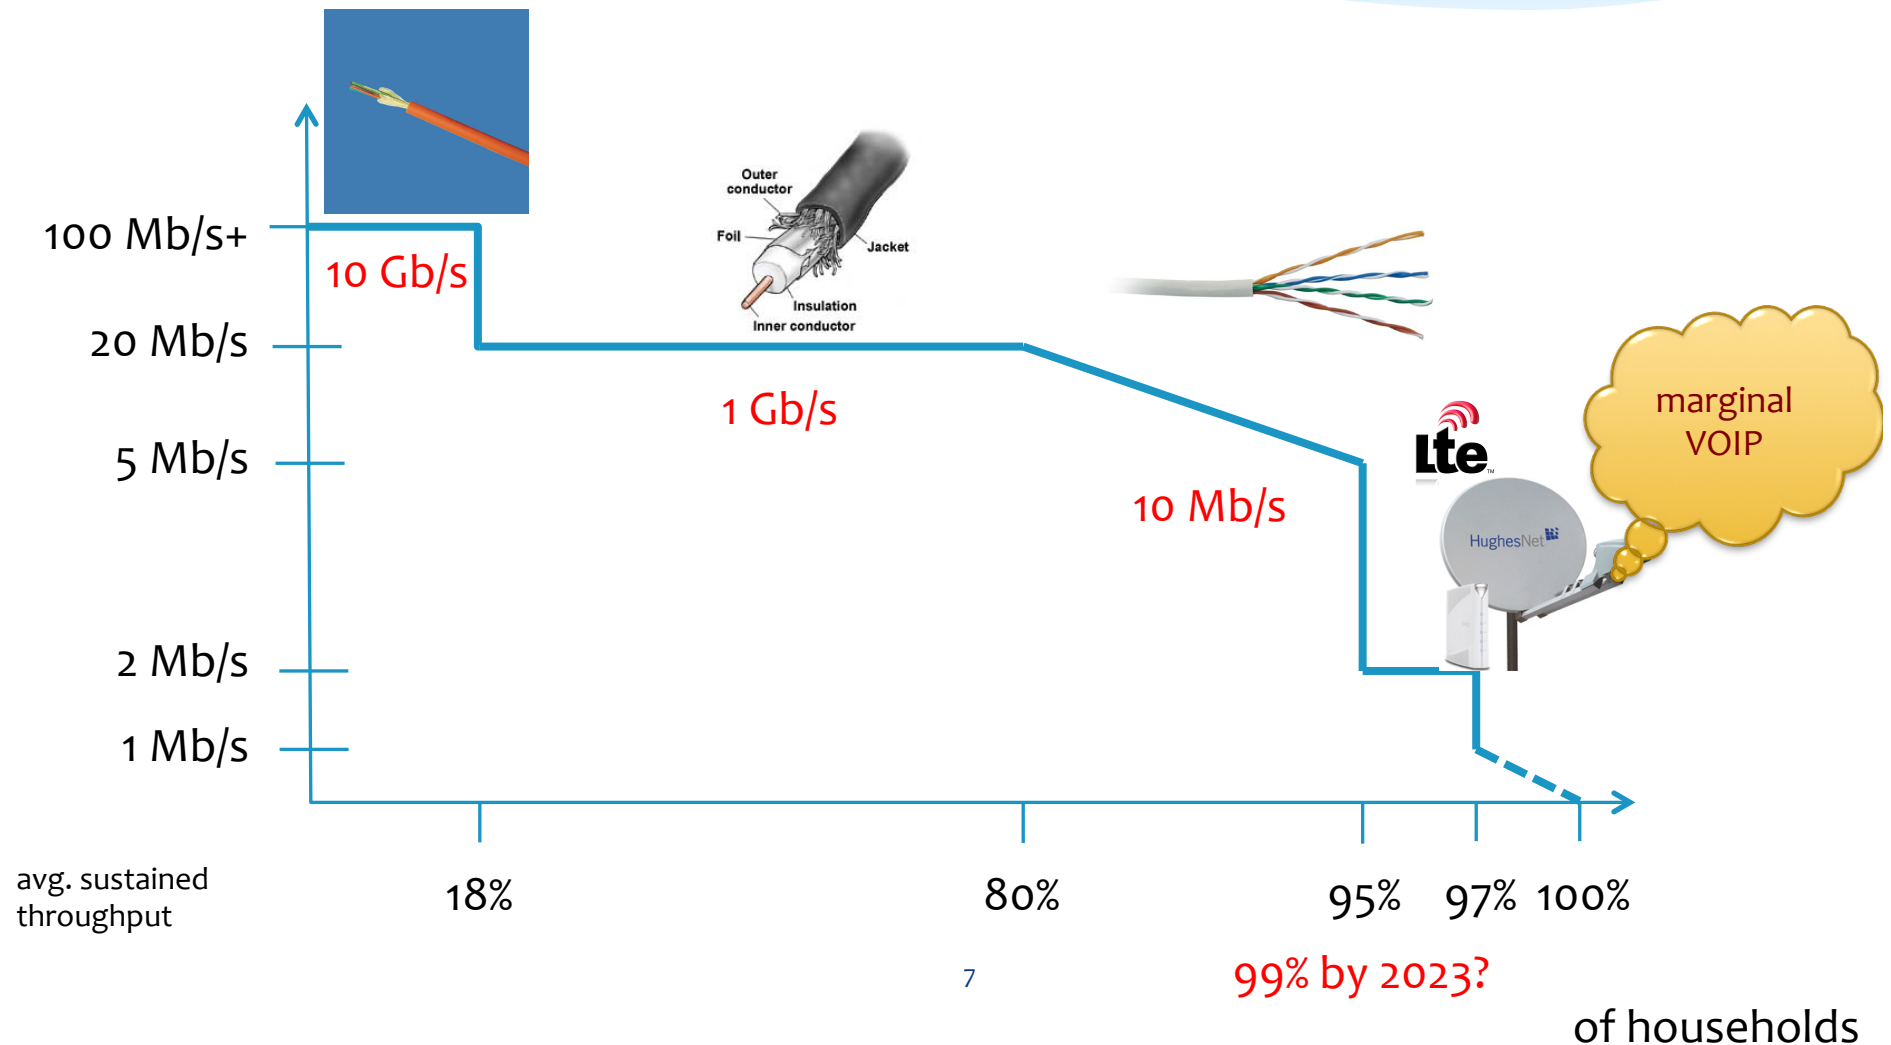 Outer
conductor
Foil
Jacket
Insulation
Inner conductor
100 Mb/s+
10 Gb/s
20 Mb/s
1 Gb/s
marginal
VOIP
Lte
TM
5 Mb/s
10 Mb/s
HughesNet
2 Mb/s
1 Mb/s
avg. sustained
throughput
18%
80%
95%
97%
100%
7
99% by 2023?
of households